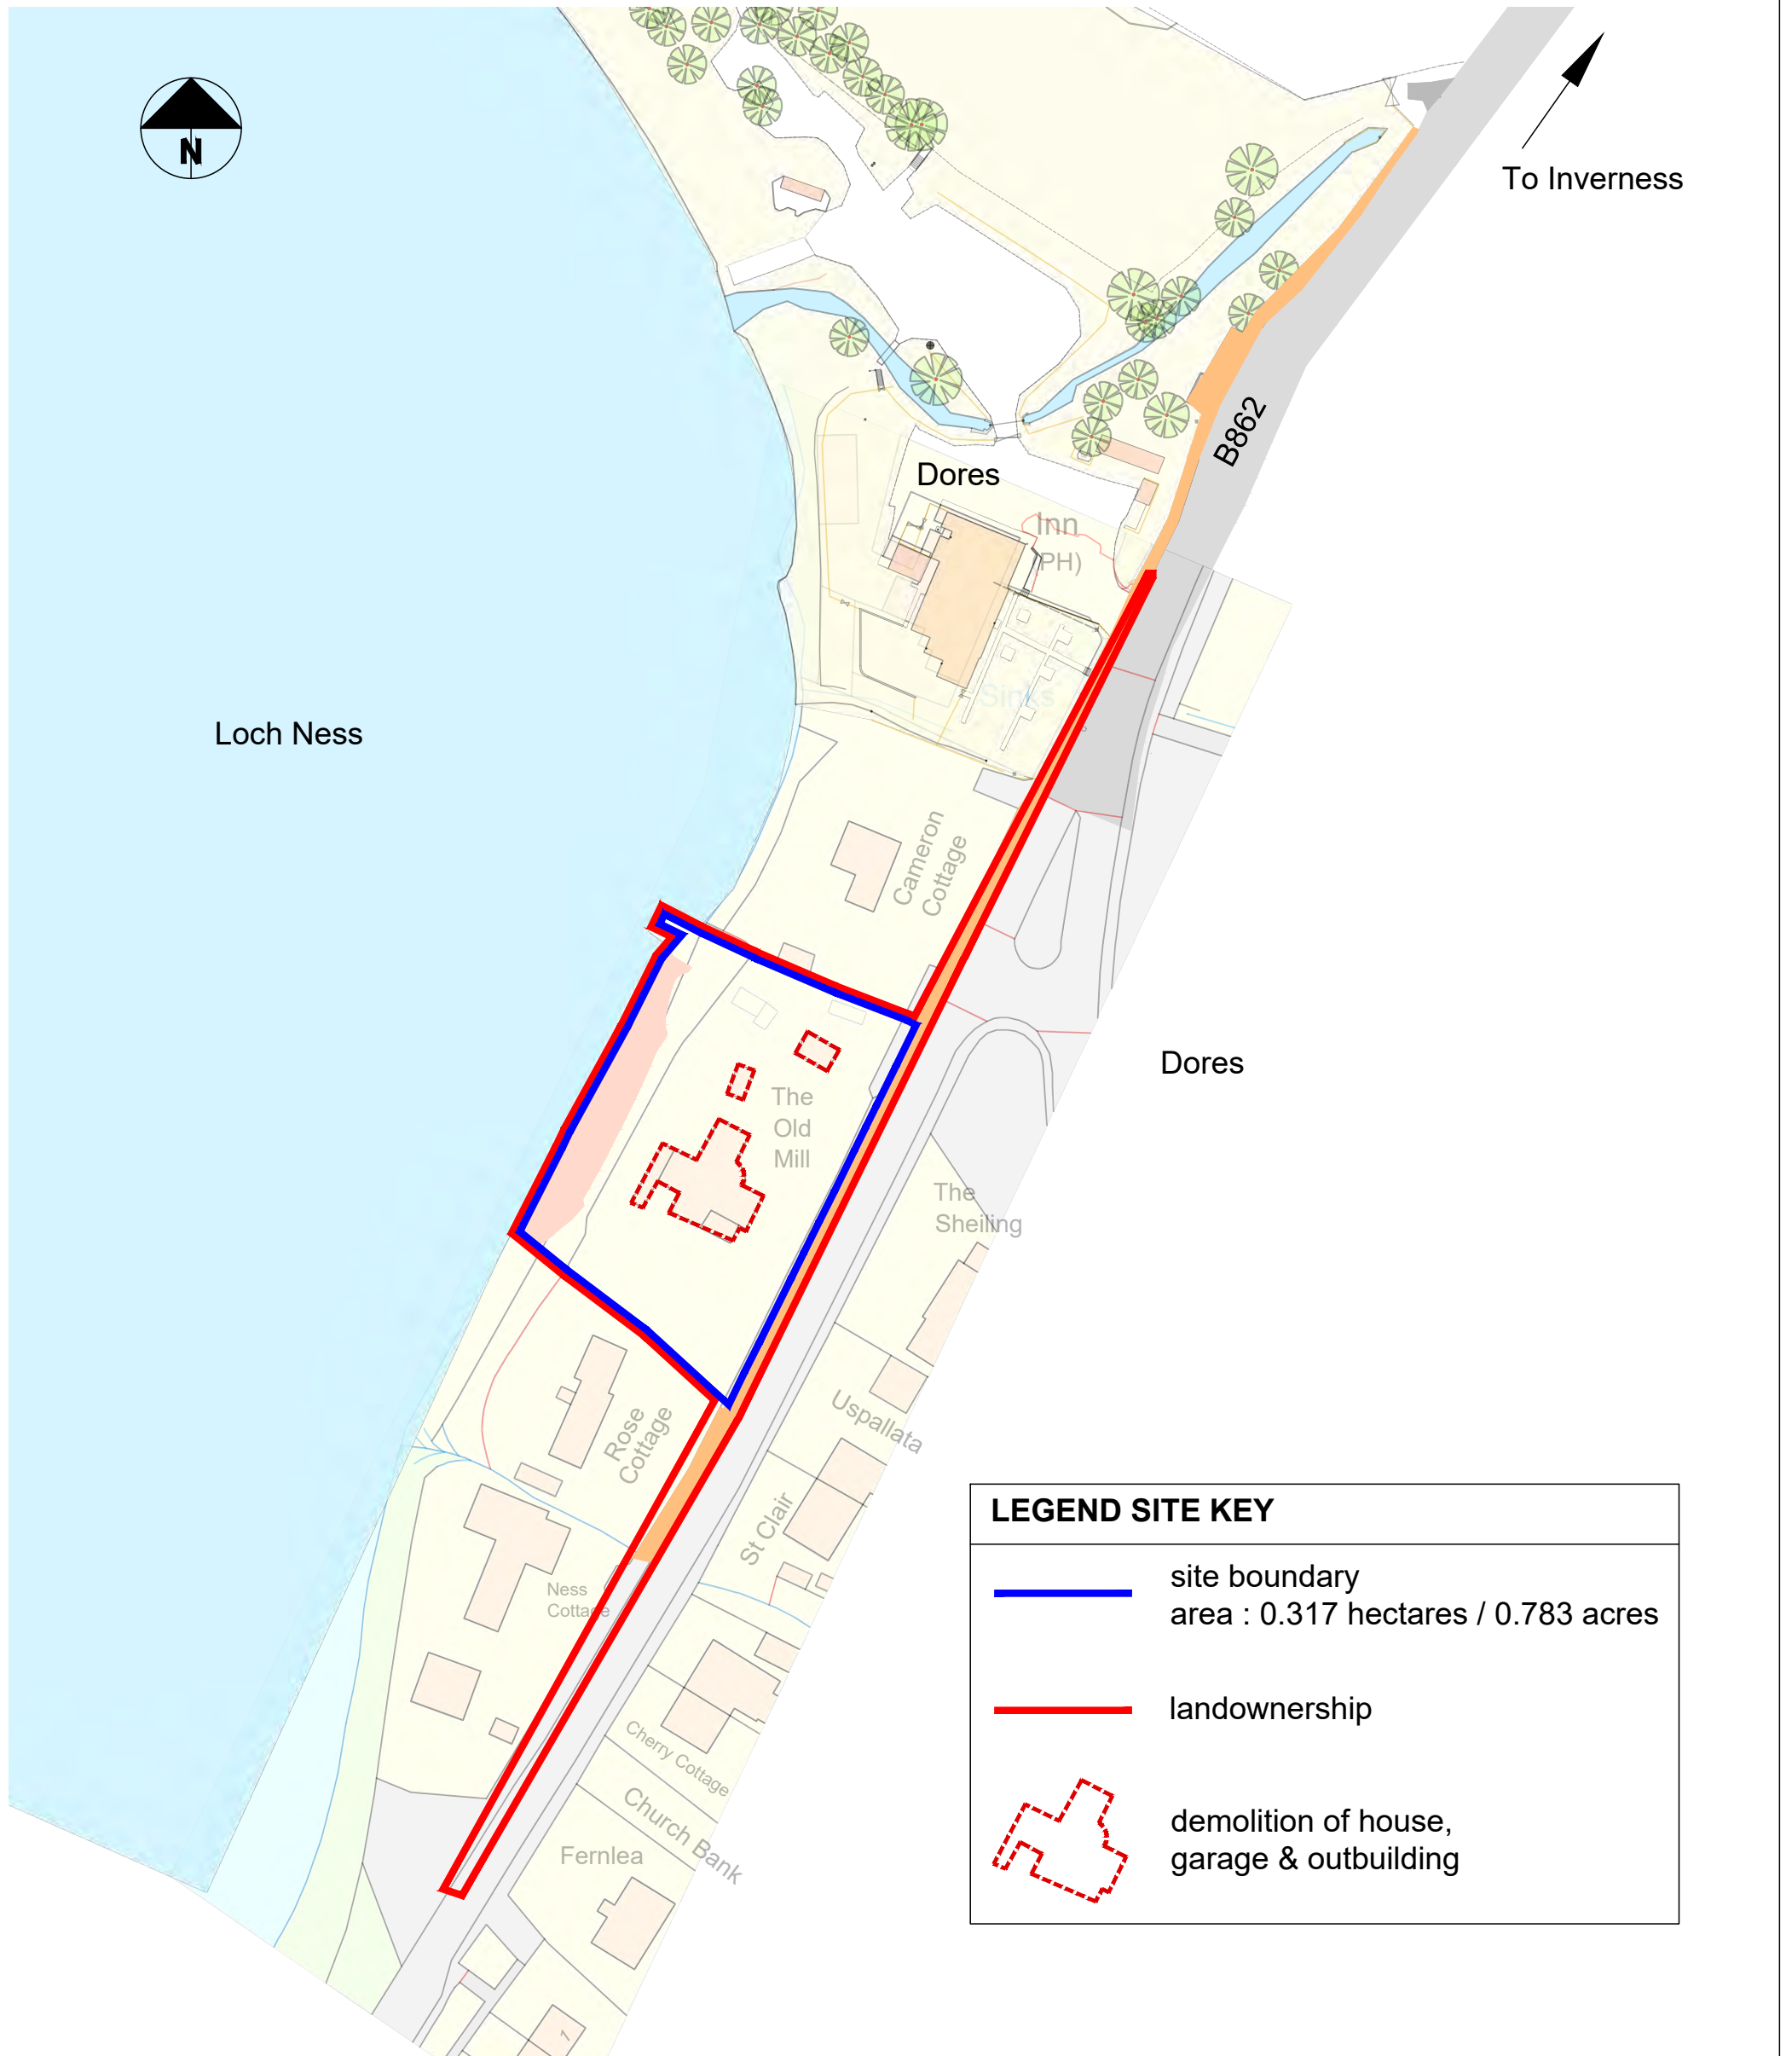 N
To Inverness
B862
Dores
Inn
(PH)
Sinks
Loch Ness
Cameron
Cottage
Dores
The
Old
Mill
The
Sheiling
Uspallata
Rose
Cottage
St Clair
Ness
Cottage
Cherry Cottage
Church Bank
Fernlea
7
LEGEND SITE KEY
site boundary
area : 0.317 hectares / 0.783 acres
landownership
demolition of house,
garage & outbuilding